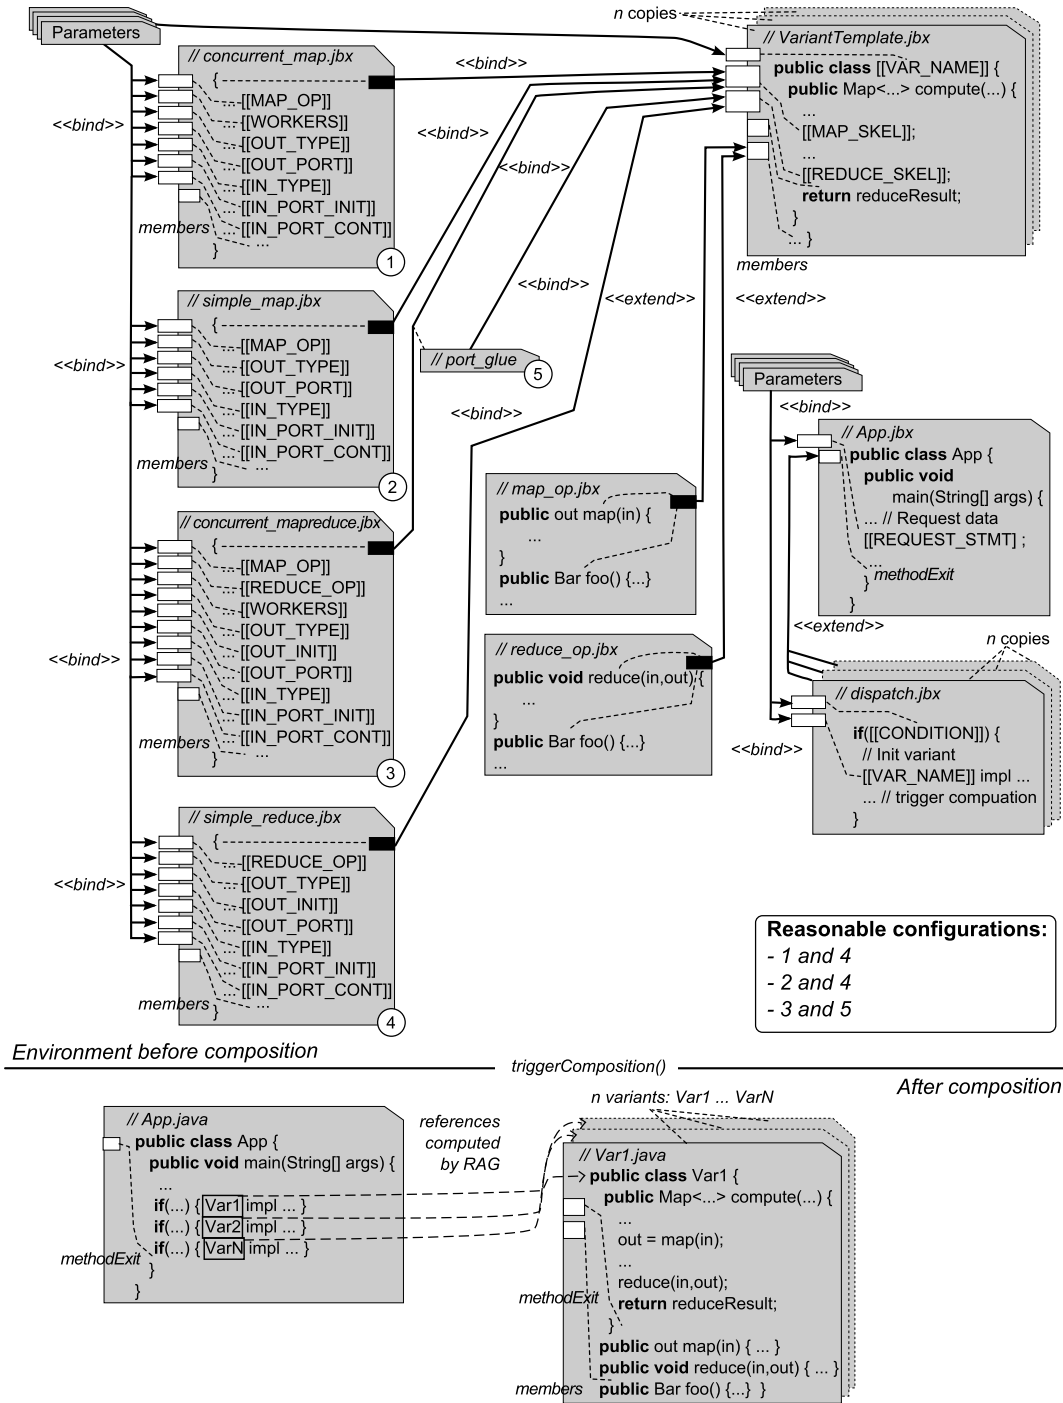 Parameters
n copies
// concurrent_map.jbx
{
...[[MAP_OP]]
...[[WORKERS]]
...[[OUT_TYPE]]
...[[OUT_PORT]]
...[[IN_TYPE]]
...[[IN_PORT_INIT]]
...[[IN_PORT_CONT]]
...
}
members
1
<<bind>>
<<bind>>
<<bind>>
<<bind>>
<<bind>>
<<bind>>
<<extend>>
// VariantTemplate.jbx
public class [[VAR_NAME]] {
public Map<...> compute(...) {
...
[[MAP_SKEL]];
...
[[REDUCE_SKEL]];
return reduceResult;
}
... }
members
<<extend>>
// simple_map.jbx
{
...[[MAP_OP]]
...[[OUT_TYPE]]
...[[OUT_PORT]]
...[[IN_TYPE]]
...[[IN_PORT_INIT]]
...[[IN_PORT_CONT]]
...
}
members
2
<<bind>>
// port_glue
5
// concurrent_mapreduce.jbx
{
...[[MAP_OP]]
...[[REDUCE_OP]]
...[[WORKERS]]
...[[OUT_TYPE]]
...[[OUT_INIT]]
...[[OUT_PORT]]
...[[IN_TYPE]]
...[[IN_PORT_INIT]]
...[[IN_PORT_CONT]]
...
}
members
3
<<bind>>
// simple_reduce.jbx
{
...[[REDUCE_OP]]
...[[OUT_TYPE]]
...[[OUT_INIT]]
...[[OUT_PORT]]
...[[IN_TYPE]]
...[[IN_PORT_INIT]]
...[[IN_PORT_CONT]]
...
}
members
4
<<bind>>
// map_op.jbx
public out map(in) {
...
}
public Bar foo() {...}
...
// reduce_op.jbx
public void reduce(in,out) {
...
}
public Bar foo() {...}
...
Parameters
<<bind>>
// App.jbx
public class App {
public void
main(String[] args) {
... // Request data
[[REQUEST_STMT] ;
...
} methodExit
}
<<extend>>
n copies
// dispatch.jbx
if([[CONDITION]]) {
// Init variant
[[VAR_NAME]] impl ...
... // trigger compuation
}
<<bind>>
Reasonable configurations:
- 1 and 4
- 2 and 4
- 3 and 5
Environment before composition
triggerComposition()
After composition
// App.java
public class App {
public void main(String[] args) {
...
if(...) { Var1 impl ... }
if(...) { Var2 impl ... }
if(...) { VarN impl ... }
methodExit
}
}
references
computed
by RAG
n variants: Var1 ... VarN
// Var1.java
public class Var1 {
public Map<...> compute(...) {
...
out = map(in);
...
reduce(in,out);
methodExit
return reduceResult;
}
public out map(in) { ... }
public void reduce(in,out) { ... }
members
public Bar foo() {...} }